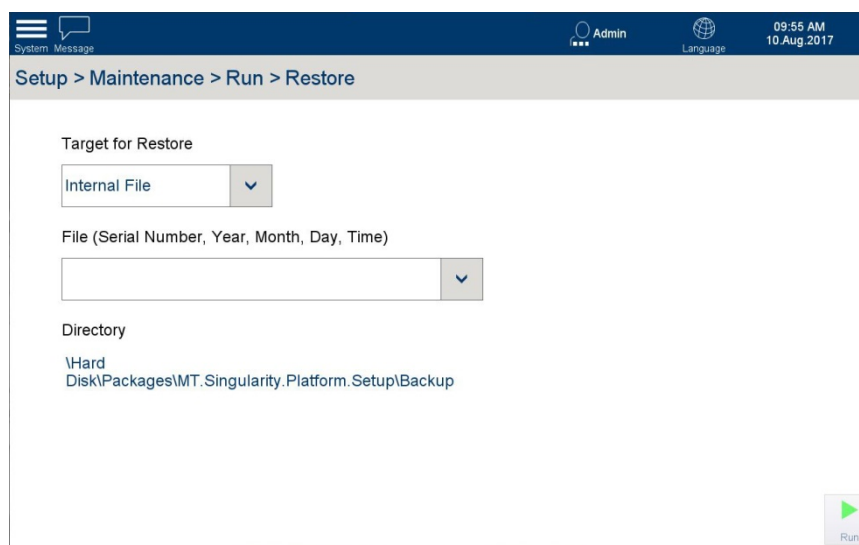 System Message
Admin
Language
09:55 AM
10.Aug.2017
Setup > Maintenance > Run > Restore
Target for Restore
Internal File
File (Serial Number, Year, Month, Day, Time)
Directory
\Hard
Disk\Packages\MT.Singularity.Platform.Setup\Backup
Run